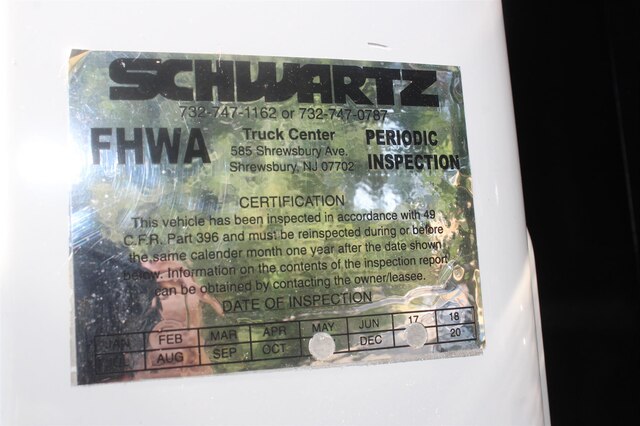 SCHWARTZ
732-747-1162 or 732-747-0787
FHWA
Truck Center
585 Shrewsbury Ave.
Shrewsbury, NJ 07702
PERIODIC
INSPECTION
CERTIFICATION
This vehicle has been inspected in accordance with 49
C.F.R. Part 396 and must be reinspected during or before
the same calender month one year after the date shown
below. Information on the contents of the inspection report
can be obtained by contacting the owner/leasee.
DATE OF INSPECTION
JAN FEB MAR APR MAY JUN 17 18
AUG SEP OCT DEC 20